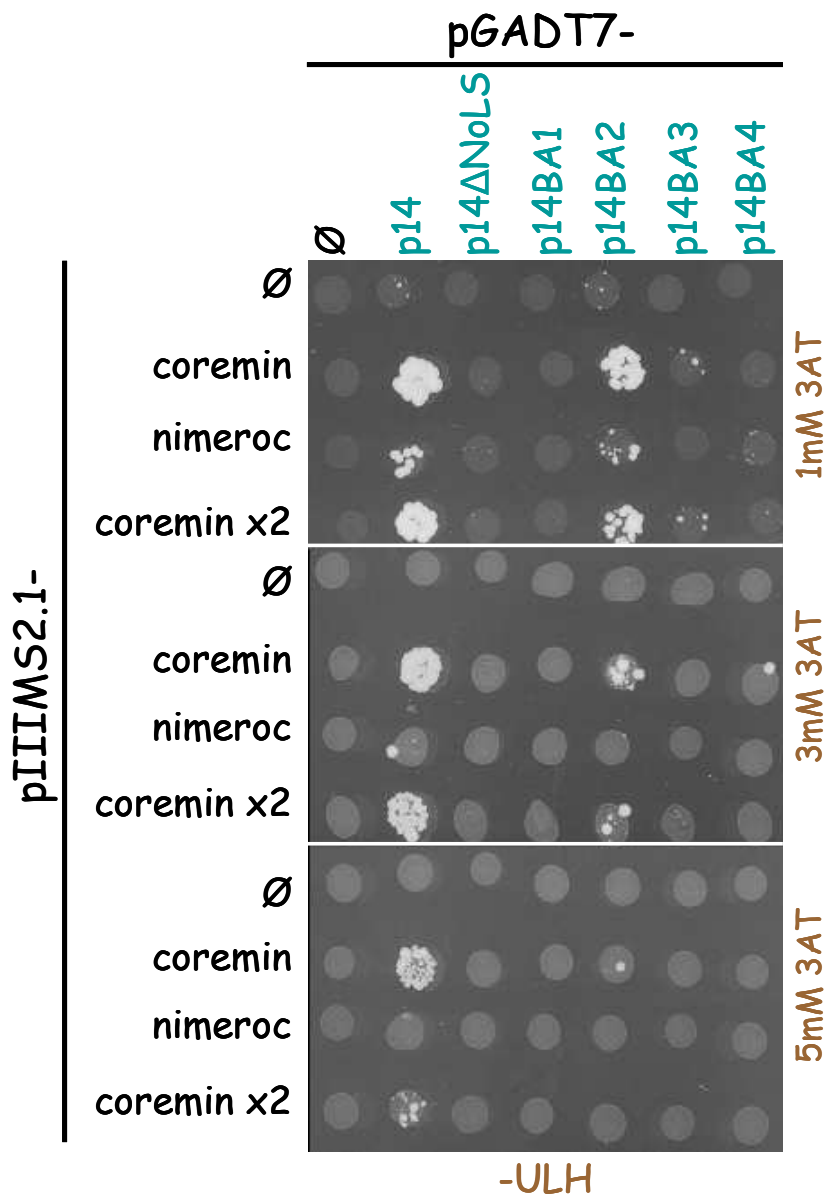 pGADT7-
Ø
p14
p14ΔNoLS
p14BA1
p14BA2
p14BA3
p14BA4
pIIIMS2.1-
Ø
coremin
nimeroc
coremin x2
1mM 3AT
Ø
coremin
nimeroc
coremin x2
3mM 3AT
Ø
coremin
nimeroc
coremin x2
5mM 3AT
-ULH